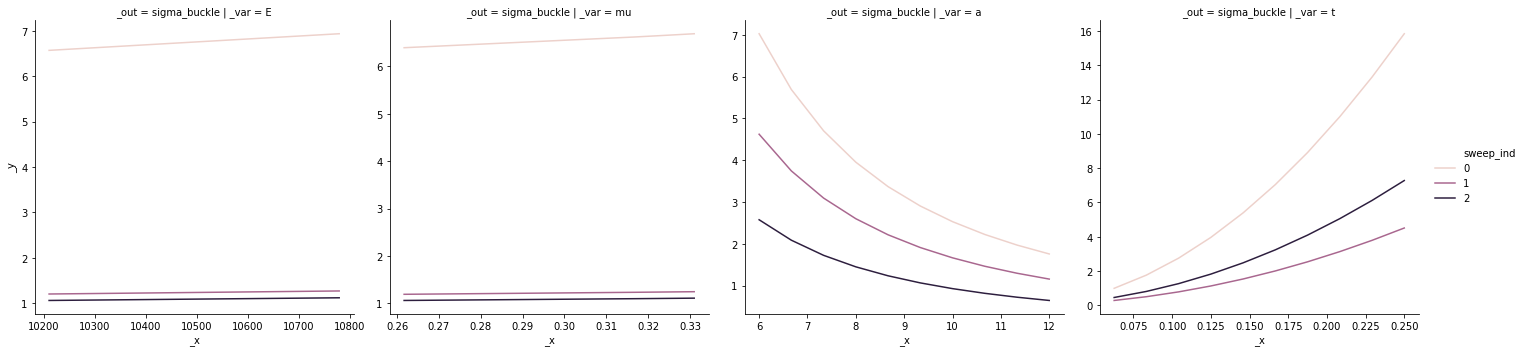 _out = sigma_buckle | _var = E
_out = sigma_buckle | _var = mu
_out = sigma_buckle | _var = a
_out = sigma_buckle | _var = t
_y
7
6
5
4
3
2
1
10200 10300 10400 10500 10600 10700 10800
_x
6
5
4
3
2
1
0.26 0.27 0.28 0.29 0.30 0.31 0.32 0.33
_x
7
6
5
4
3
2
1
6 7 8 9 10 11 12
_x
16
14
12
10
8
6
4
2
0
0.075 0.100 0.125 0.150 0.175 0.200 0.225 0.250
_x
sweep_ind
0
1
2